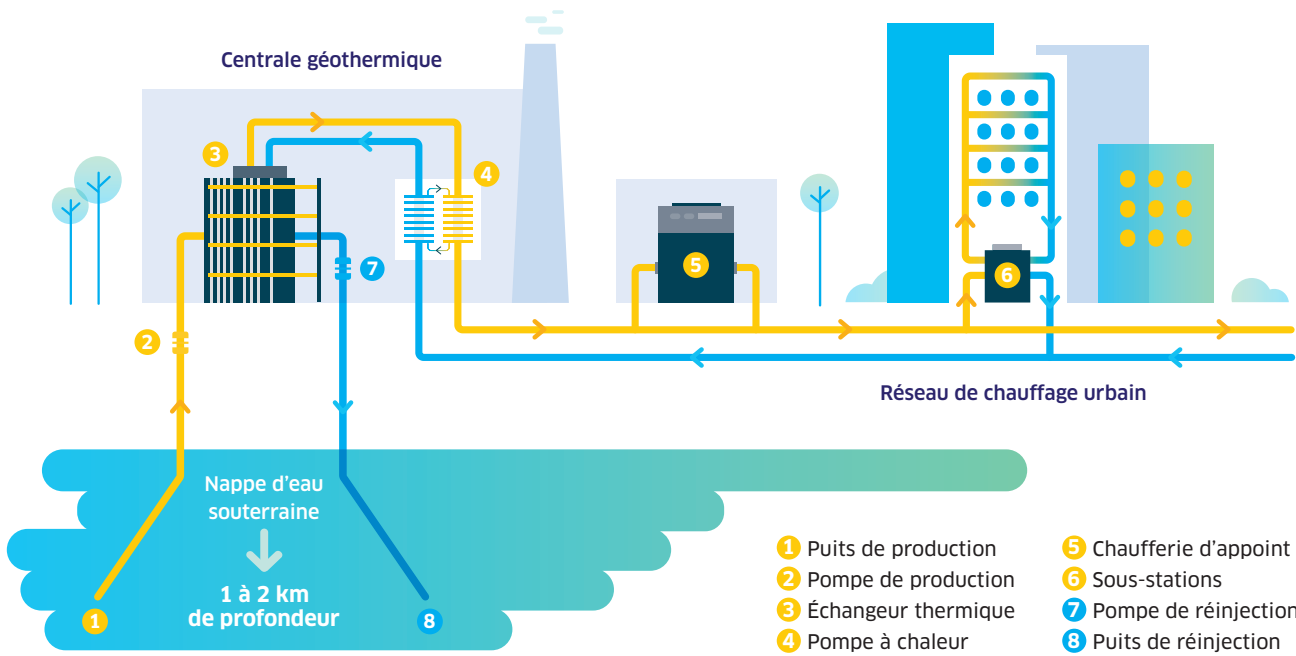 Centrale géothermique
3
4
7
2
5
6
Réseau de chauffage urbain
Nappe d'eau
souterraine
1 à 2 km
de profondeur
1
8
1 Puits de production
2 Pompe de production
3 Échangeur thermique
4 Pompe à chaleur
5 Chaufferie d'appoint
6 Sous-stations
7 Pompe de réinjection
8 Puits de réinjection